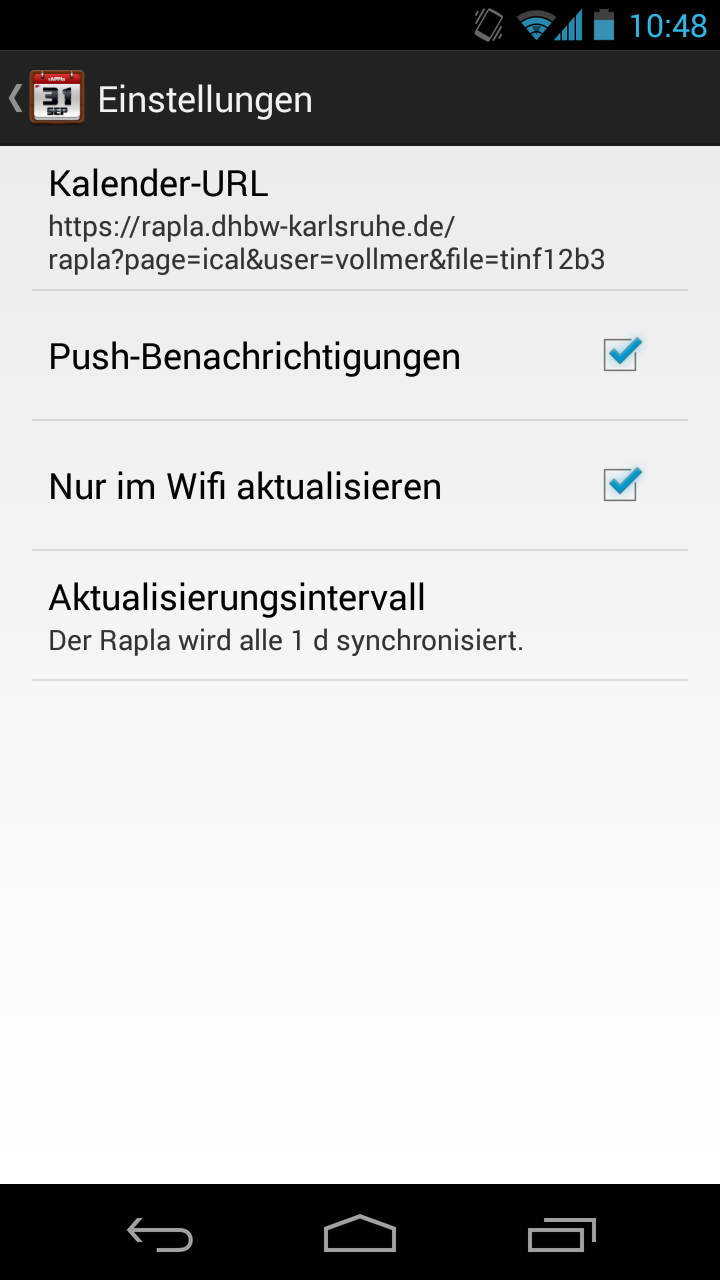 10:48
31
SEP
Einstellungen
Kalender-URL
https://rapla.dhbw-karlsruhe.de/
rapla?page=ical&user=vollmer&file=tinf12b3
Push-Benachrichtigungen
Nur im Wifi aktualisieren
Aktualisierungsintervall
Der Rapla wird alle 1 d synchronisiert.